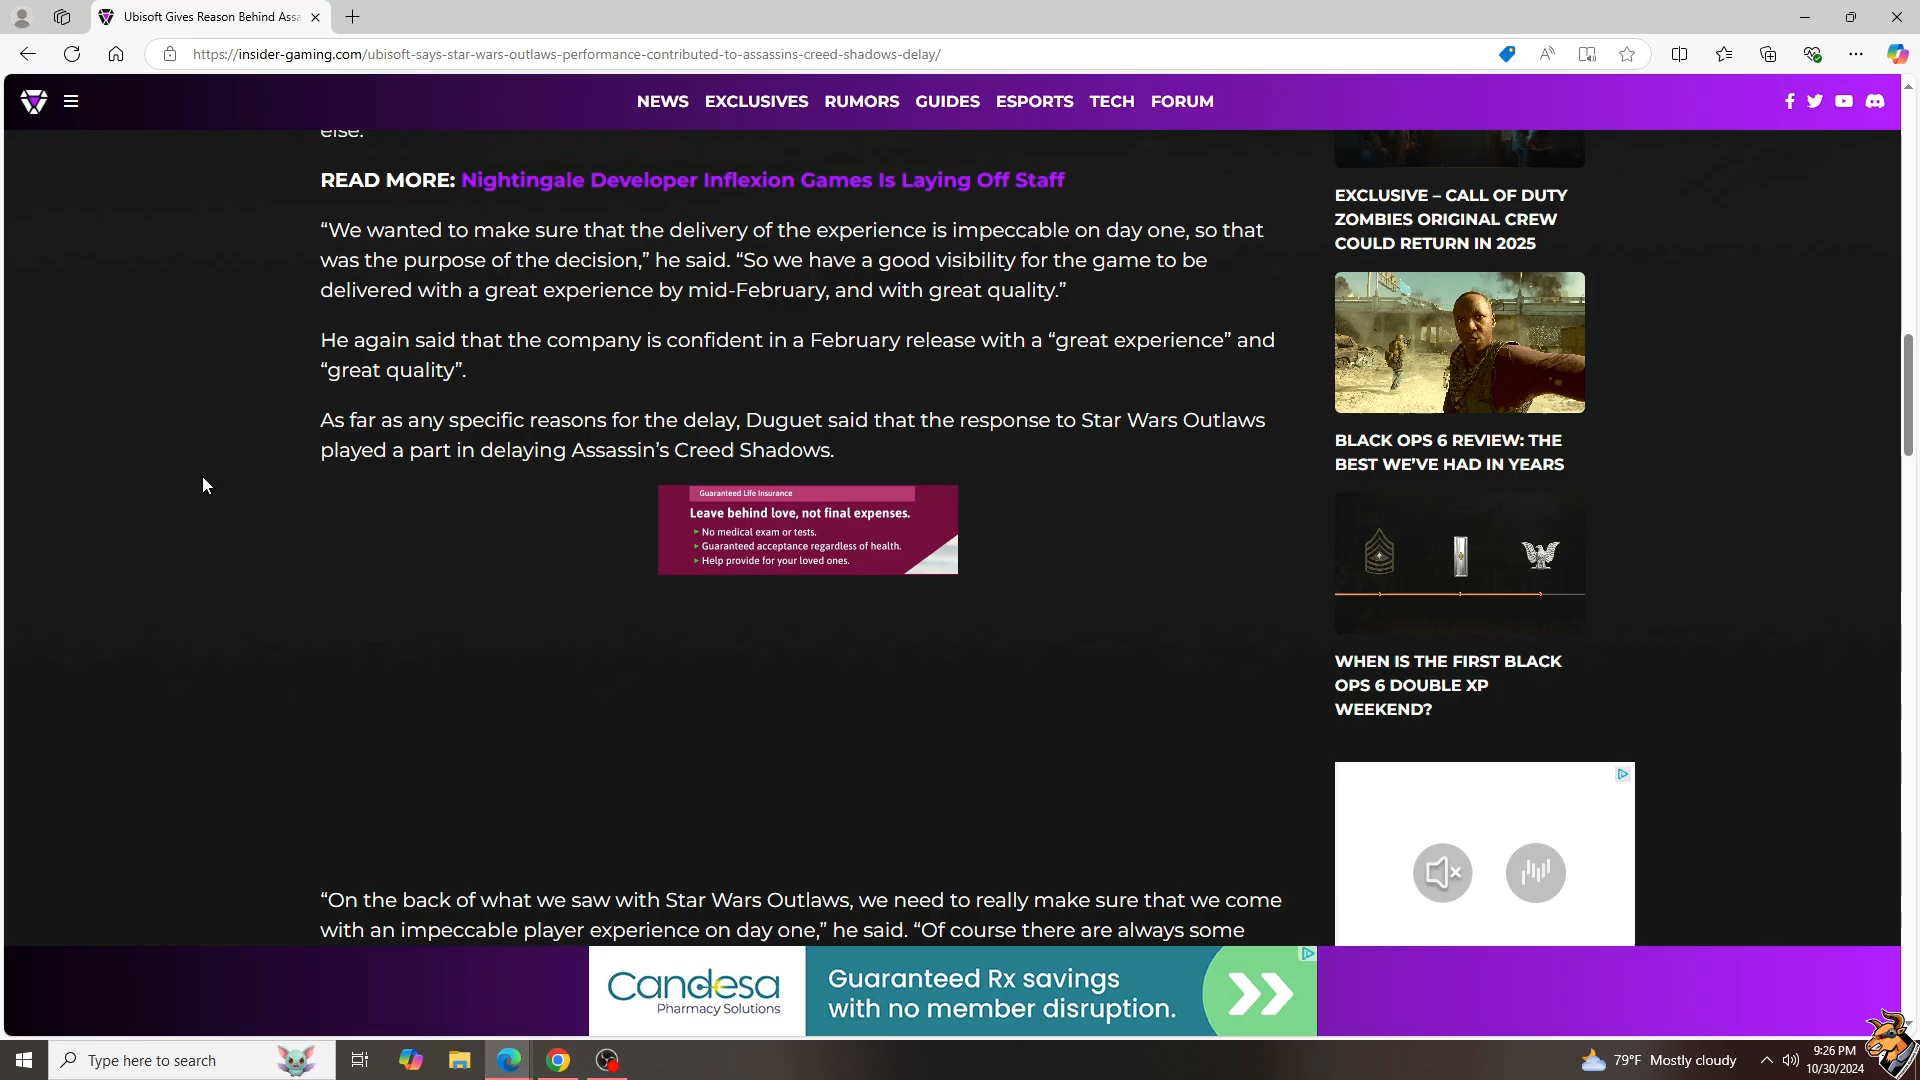 Ubisoft Gives Reason Behind Assa
https://insider-gaming.com/ubisoft-says-star-wars-outlaws-performance-contributed-to-assassins-creed-shadows-delay/
NEWS EXCLUSIVES RUMORS GUIDES ESPORTS TECH FORUM
else.
READ MORE: Nightingale Developer Inflexion Games Is Laying Off Staff
“We wanted to make sure that the delivery of the experience is impeccable on day one, so that
was the purpose of the decision,” he said. “So we have a good visibility for the game to be
delivered with a great experience by mid-February, and with great quality.”
He again said that the company is confident in a February release with a “great experience” and
“great quality”.
As far as any specific reasons for the delay, Duguet said that the response to Star Wars Outlaws
played a part in delaying Assassin’s Creed Shadows.
Guaranteed Life Insurance
Leave behind love, not final expenses.
No medical exam or tests.
Guaranteed acceptance regardless of health.
Help provide for your loved ones.
“On the back of what we saw with Star Wars Outlaws, we need to really make sure that we come
with an impeccable player experience on day one,” he said. “Of course there are always some
EXCLUSIVE – CALL OF DUTY
ZOMBIES ORIGINAL CREW
COULD RETURN IN 2025
BLACK OPS 6 REVIEW: THE
BEST WE’VE HAD IN YEARS
WHEN IS THE FIRST BLACK
OPS 6 DOUBLE XP
WEEKEND?
Candesa
Pharmacy Solutions
Guaranteed Rx savings
with no member disruption.
Type here to search
79°F Mostly cloudy
9:26 PM
10/30/2024